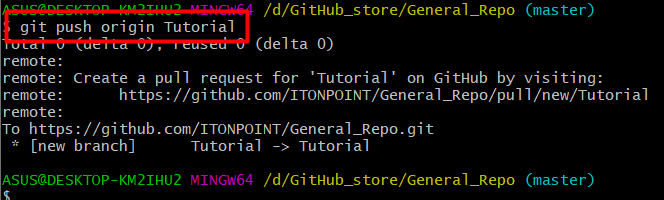 ASUS@DESKTOP-KM2IHU2 MINGW64 /d/GitHub_store/General_Repo (master)
$ git push origin Tutorial
Total 0 (delta 0), reused 0 (delta 0)
remote:
remote: Create a pull request for 'Tutorial' on GitHub by visiting:
remote:      https://github.com/ITONPOINT/General_Repo/pull/new/Tutorial
remote:
To https://github.com/ITONPOINT/General_Repo.git
 * [new branch]      Tutorial -> Tutorial
ASUS@DESKTOP-KM2IHU2 MINGW64 /d/GitHub_store/General_Repo (master)
$